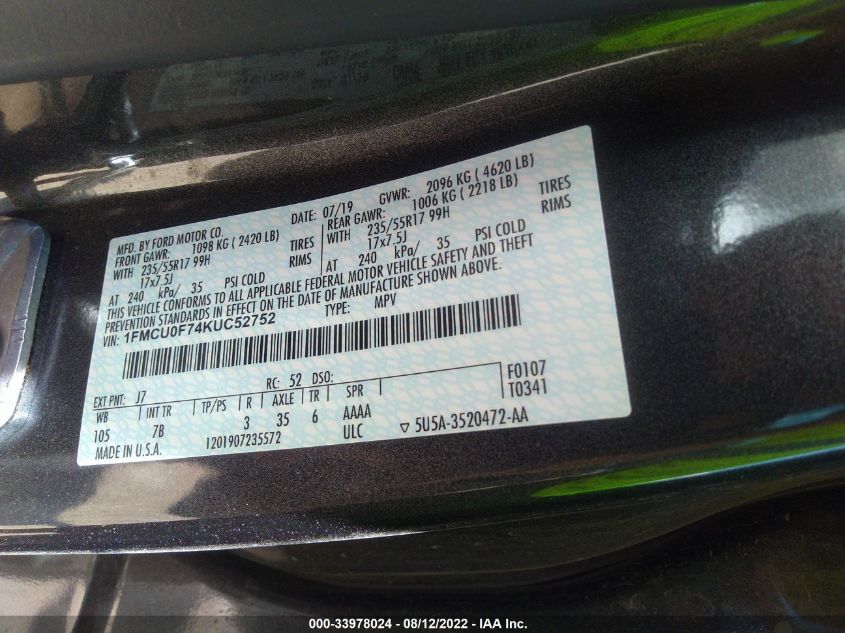 MFD. BY FORD MOTOR CO.
DATE: 07/19 GVWR: 2096 KG ( 4620 LB)
FRONT GAWR: 1098 KG ( 2420 LB)
REAR GAWR: 1006 KG ( 2218 LB)
WITH 235/55R17 99H TIRES
WITH 235/55R17 99H TIRES
17x7.5J RIMS
17x7.5J RIMS
AT 240 kPa/ 35 PSI COLD
AT 240 kPa/ 35 PSI COLD
THIS VEHICLE CONFORMS TO ALL APPLICABLE FEDERAL MOTOR VEHICLE SAFETY AND THEFT
PREVENTION STANDARDS IN EFFECT ON THE DATE OF MANUFACTURE SHOWN ABOVE.
VIN: 1FMCU0F74KUC52752 TYPE: MPV
EXT PNT: J7 RC: 52 DSO: F0107
WB INT TR TP/PS R AXLE TR SPR T0341
105 7B 3 35 6 AAAA
MADE IN U.S.A. 1201907235572 ULC ▽ 5U5A-3520472-AA
000-33978024 - 08/12/2022 - IAA Inc.